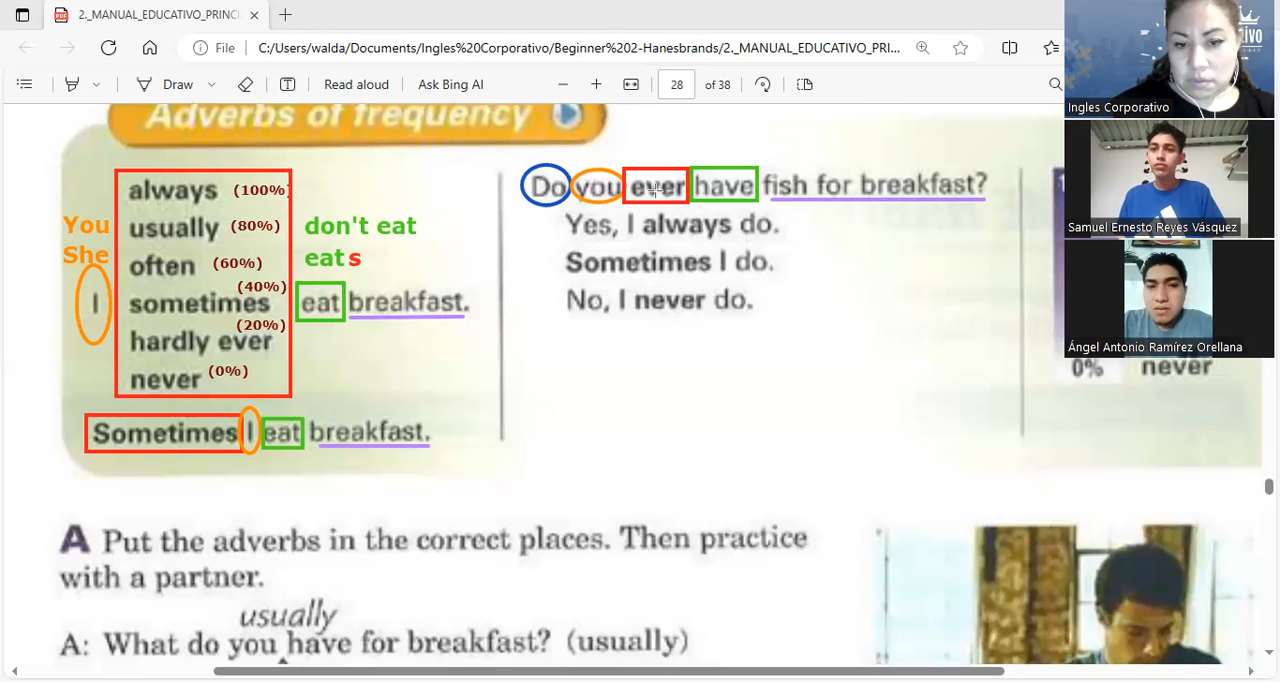 2._MANUAL_EDUCATIVO_PRINC
File C:/Users/walda/Documents/Ingles%20Corporativo/Beginner%202-Hanesbrands/2._MANUAL_EDUCATIVO_PRI...
Draw Read aloud Ask Bing AI 28 of 38
Adverbs of frequency
always (100%)
usually (80%)
often (60%)
sometimes (40%)
hardly ever (20%)
never (0%)
You don't eat
She eats
I eat breakfast.
Sometimes I eat breakfast.
Do you ever have fish for breakfast?
Yes, I always do.
Sometimes I do.
No, I never do.
0% never
A Put the adverbs in the correct places. Then practice
with a partner.
usually
A: What do you have for breakfast? (usually)
Ingles Corporativo
Samuel Ernesto Reyes Vásquez
Ángel Antonio Ramírez Orellana